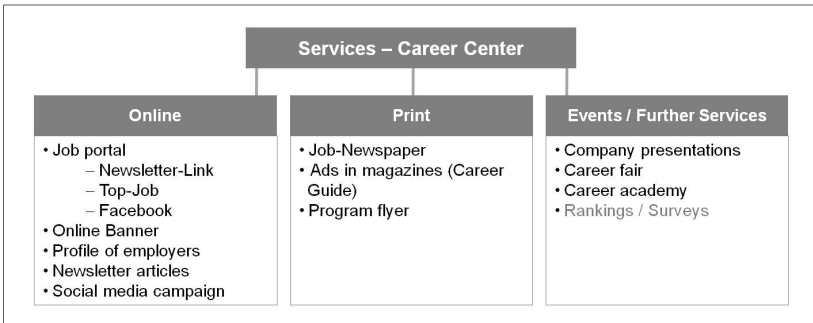 Services – Career Center
Online
• Job portal
– Newsletter-Link
– Top-Job
– Facebook
• Online Banner
• Profile of employers
• Newsletter articles
• Social media campaign
Print
• Job-Newspaper
• Ads in magazines (Career
Guide)
• Program flyer
Events / Further Services
• Company presentations
• Career fair
• Career academy
• Rankings / Surveys